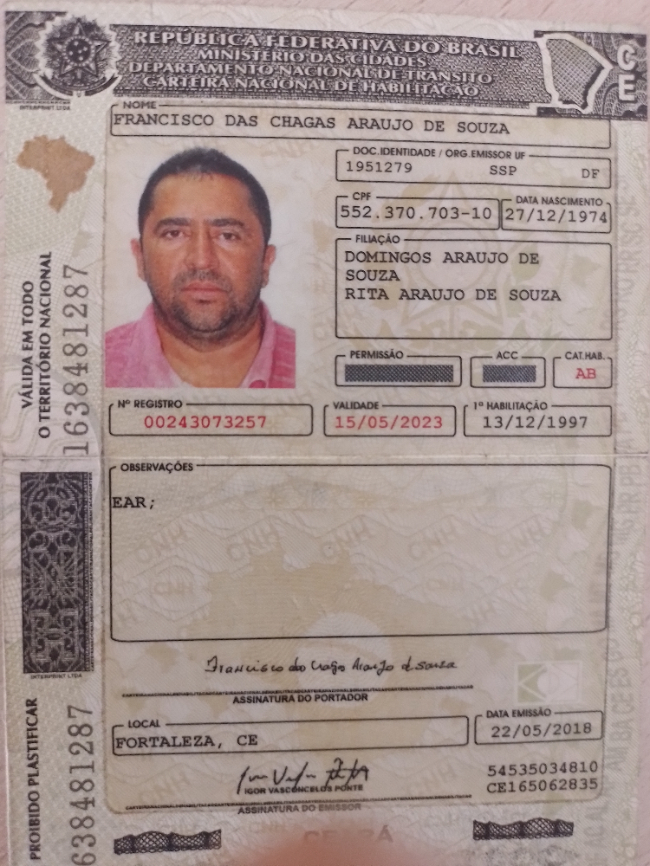 REPÚBLICA FEDERATIVA DO BRASIL
MINISTÉRIO DAS CIDADES
DEPARTAMENTO NACIONAL DE TRÂNSITO
CARTEIRA NACIONAL DE HABILITAÇÃO
CE
INTERPRINT LTDA
NOME
FRANCISCO DAS CHAGAS ARAUJO DE SOUZA
DOC. IDENTIDADE / ORG. EMISSOR UF
1951279 SSP DF
CPF
552.370.703-10
DATA NASCIMENTO
27/12/1974
FILIAÇÃO
DOMINGOS ARAUJO DE
SOUZA
RITA ARAUJO DE SOUZA
PERMISSÃO
ACC
CAT. HAB.
AB
Nº REGISTRO
00243073257
VALIDADE
15/05/2023
1ª HABILITAÇÃO
13/12/1997
VÁLIDA EM TODO
O TERRITÓRIO NACIONAL
1638481287
OBSERVAÇÕES
EAR;
INTERPRINT LTDA
Francisco das Chagas Araujo de Souza
ASSINATURA DO PORTADOR
LOCAL
FORTALEZA, CE
DATA EMISSÃO
22/05/2018
IGOR VASCONCELOS PONTE
ASSINATURA DO EMISSOR
54535034810
CE165062835
PROIBIDO PLASTIFICAR
638481287